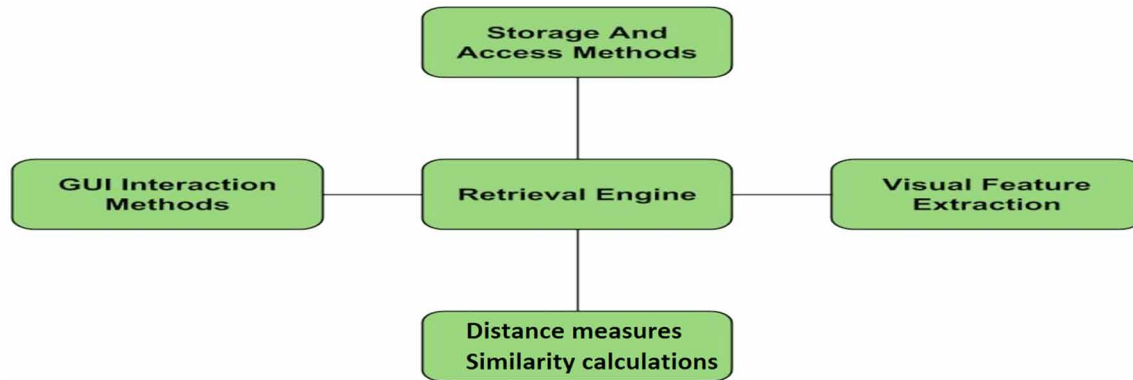 Storage And
Access Methods
GUI Interaction
Methods
Retrieval Engine
Visual Feature
Extraction
Distance measures
Similarity calculations